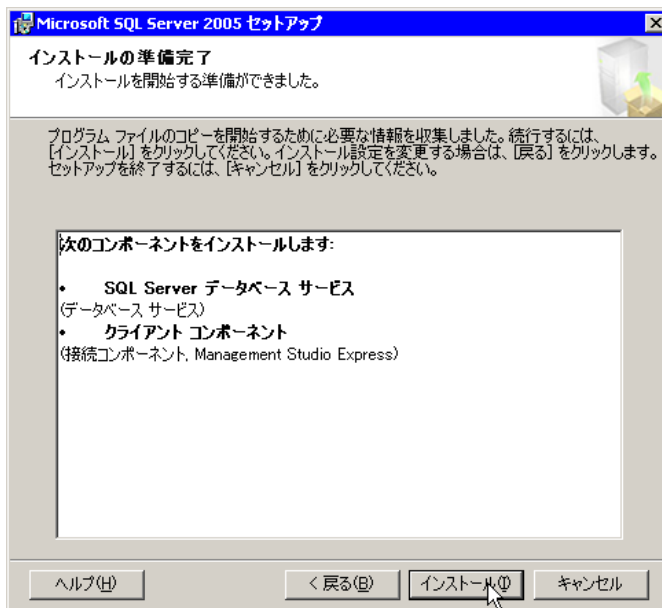 Microsoft SQL Server 2005 セットアップ
インストールの準備完了
インストールを開始する準備ができました。
プログラム ファイルのコピーを開始するために必要な情報を収集しました。続行するには、
[インストール] をクリックしてください。インストール設定を変更する場合は、[戻る] をクリックします。
セットアップを終了するには、[キャンセル] をクリックしてください。
次のコンポーネントをインストールします:
• SQL Server データベース サービス
(データベース サービス)
• クライアント コンポーネント
(接続コンポーネント, Management Studio Express)
ヘルプ(H) < 戻る(B) インストール(I) キャンセル